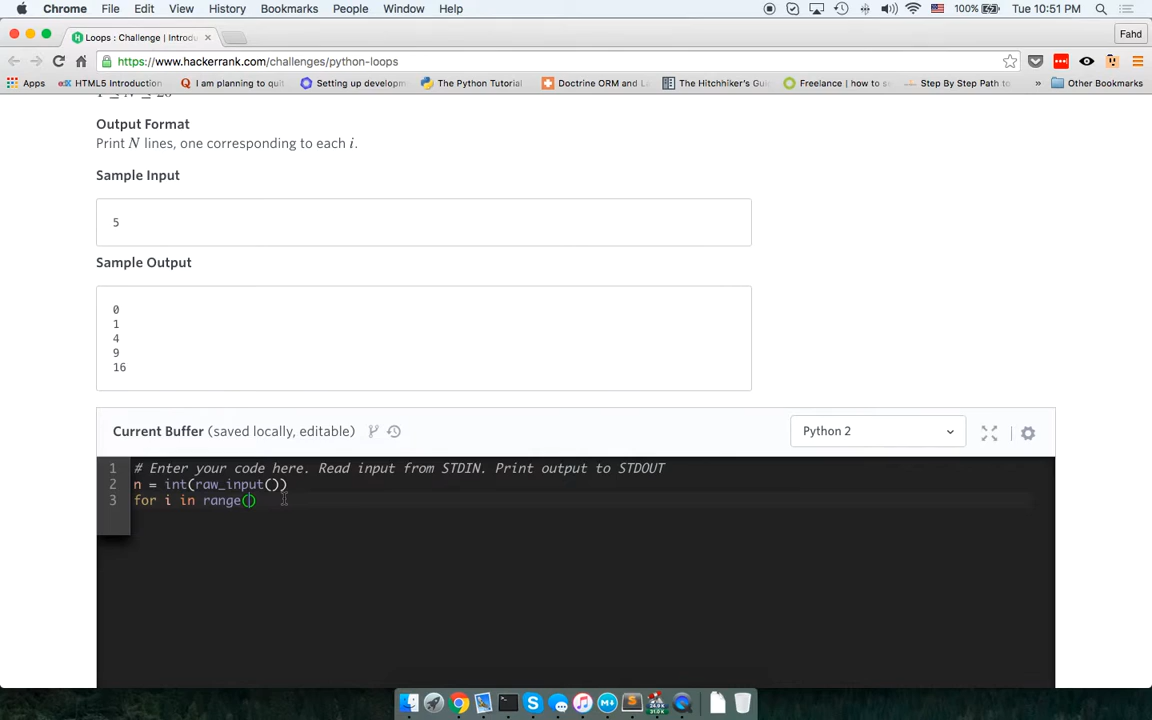 Chrome File Edit View History Bookmarks People Window Help 100% Tue 10:51 PM
Loops : Challenge | Introdu Fahd
https://www.hackerrank.com/challenges/python-loops
Apps HTML5 Introduction I am planning to quit Setting up developm The Python Tutorial Doctrine ORM and La The Hitchhiker's Guid Freelance | how to se Step By Step Path to » Other Bookmarks
Output Format
Print N lines, one corresponding to each i.
Sample Input
5
Sample Output
0
1
4
9
16
Current Buffer (saved locally, editable) Python 2
1 # Enter your code here. Read input from STDIN. Print output to STDOUT
2 n = int(raw_input())
3 for i in range()